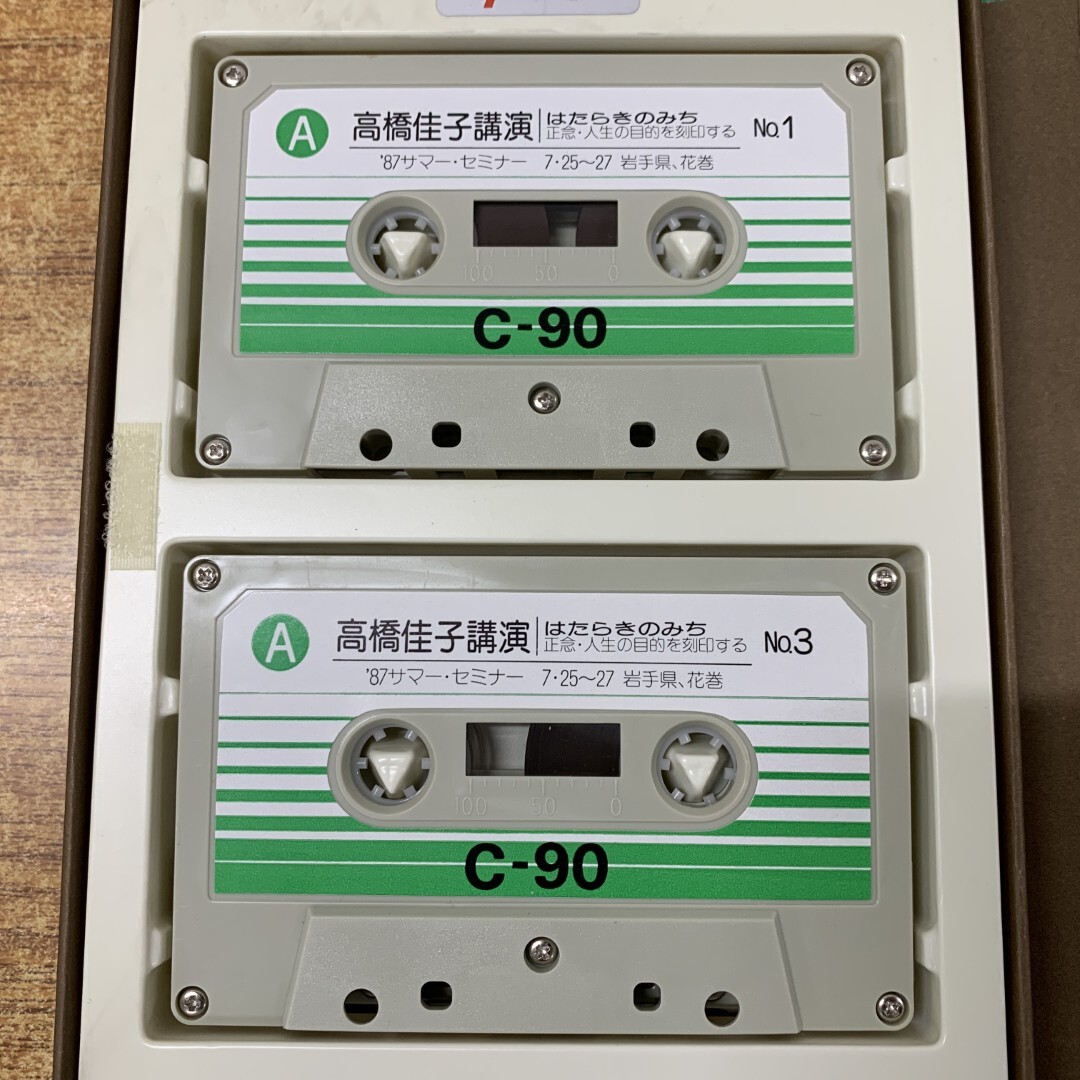 A
高橋佳子講演
はたらきのみち
正念・人生の目的を刻印する
No.1
'87サマー・セミナー 7・25〜27 岩手県、花巻
100 50 0
C-90
A
高橋佳子講演
はたらきのみち
正念・人生の目的を刻印する
No.3
'87サマー・セミナー 7・25〜27 岩手県、花巻
100 50 0
C-90